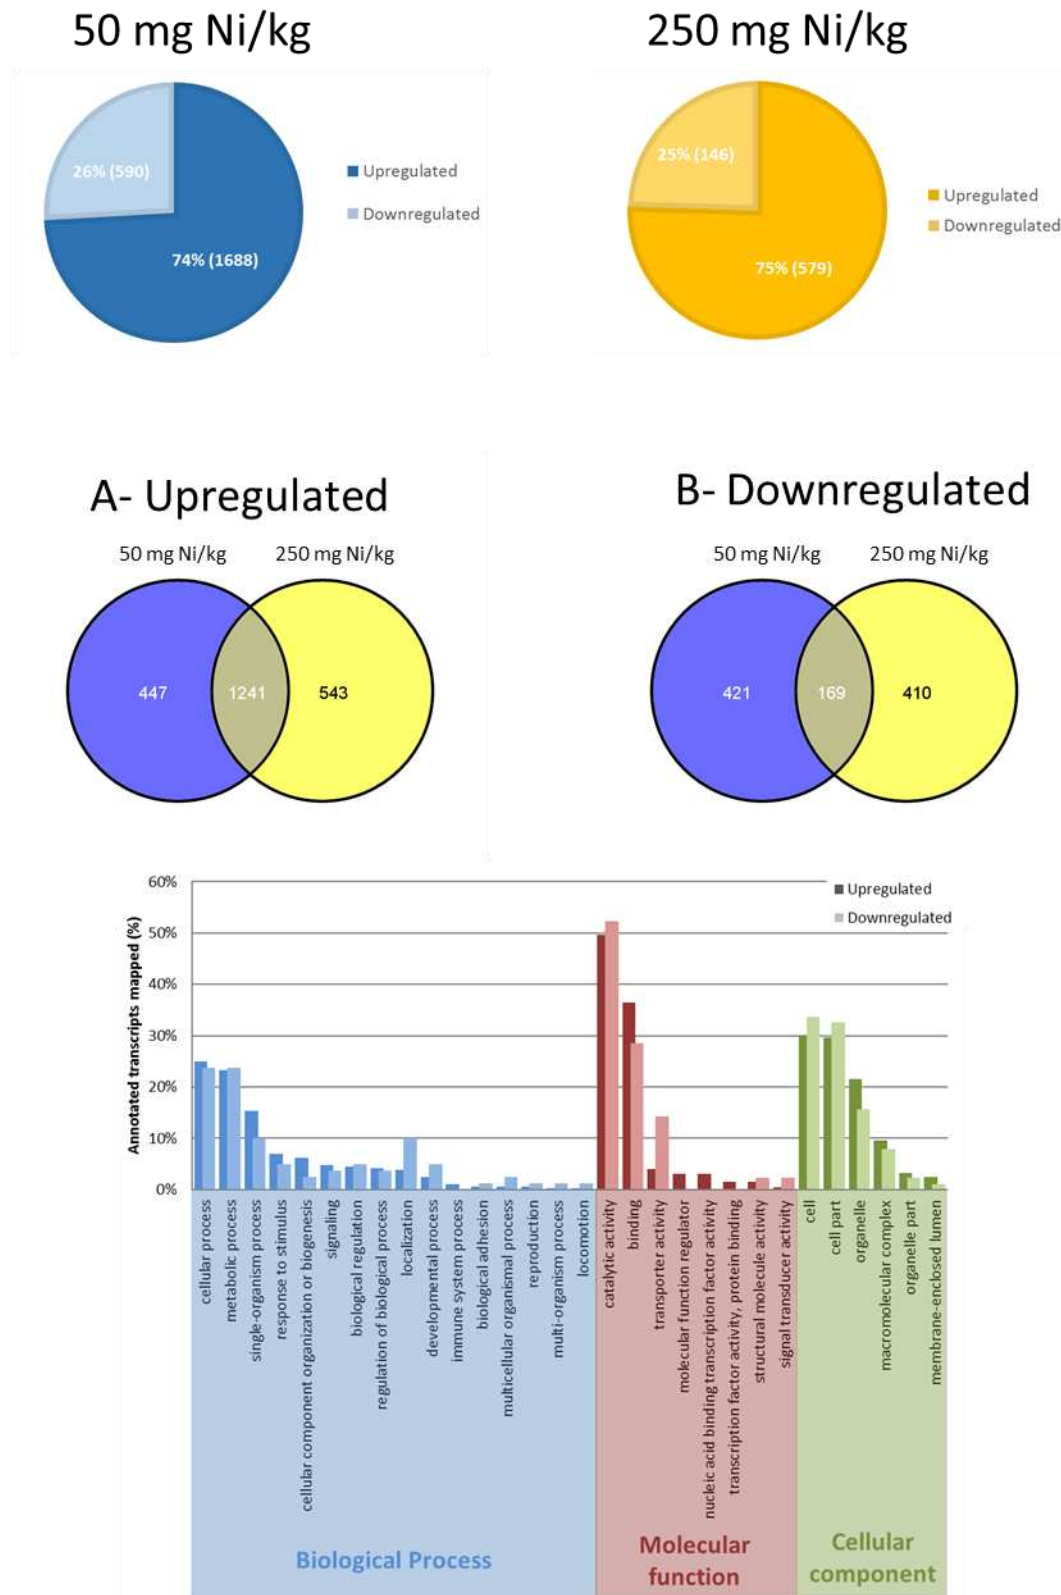 50 mg Ni/kg
250 mg Ni/kg
26% (590)
74% (1688)
Upregulated
Downregulated
25% (146)
75% (579)
Upregulated
Downregulated
A- Upregulated
B- Downregulated
50 mg Ni/kg
250 mg Ni/kg
447
1241
543
50 mg Ni/kg
250 mg Ni/kg
421
169
410
Annotated transcripts mapped (%)
60%
50%
40%
30%
20%
10%
0%
Upregulated
Downregulated
cellular process
metabolic process
single-organism process
response to stimulus
cellular component organization or biogenesis
signaling
biological regulation
regulation of biological process
localization
developmental process
immune system process
biological adhesion
multicellular organismal process
reproduction
multi-organism process
locomotion
catalytic activity
binding
transporter activity
molecular function regulator
nucleic acid binding transcription factor activity
transcription factor activity, protein binding
structural molecule activity
signal transducer activity
cell
cell part
organelle
macromolecular complex
organelle part
membrane-enclosed lumen
Biological Process
Molecular
function
Cellular
component